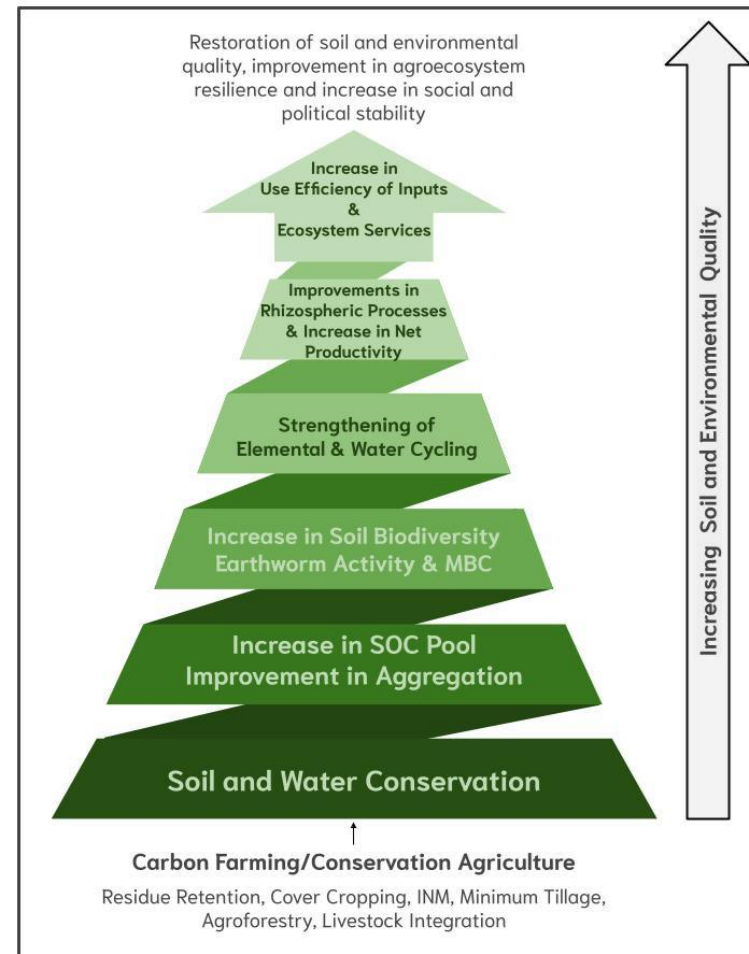 Restoration of soil and environmental
quality, improvement in agroecosystem
resilience and increase in social and
political stability
Increase in
Use Efficiency of Inputs
&
Ecosystem Services
Improvements in
Rhizospheric Processes
& Increase in Net
Productivity
Strengthening of
Elemental & Water Cycling
Increase in Soil Biodiversity
Earthworm Activity & MBC
Increase in SOC Pool
Improvement in Aggregation
Soil and Water Conservation
Carbon Farming/Conservation Agriculture
Residue Retention, Cover Cropping, INM, Minimum Tillage,
Agroforestry, Livestock Integration
Increasing Soil and Environmental Quality